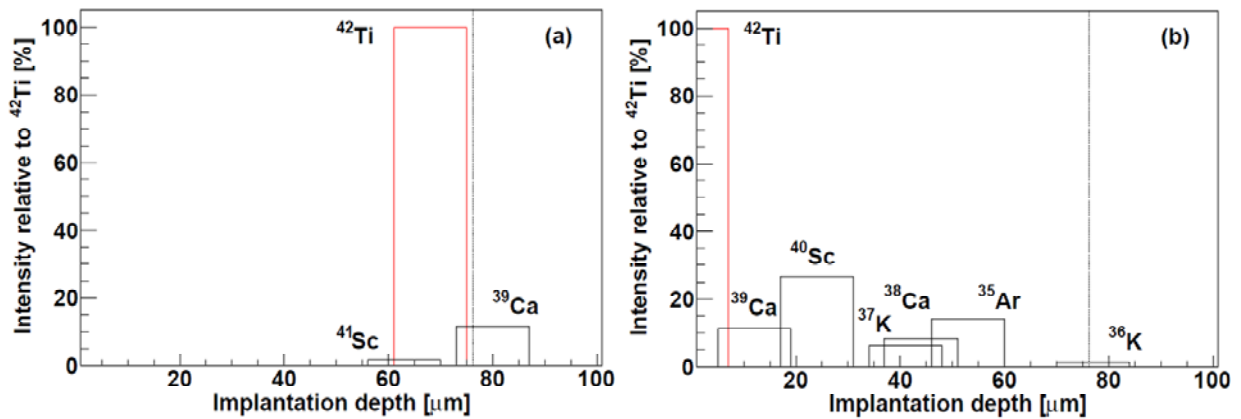 Intensity relative to ⁴²Ti [%]
100
80
60
40
20
0
⁴²Ti
(a)
⁴¹Sc
³⁹Ca
20
40
60
80
100
Implantation depth [μm]
Intensity relative to ⁴²Ti [%]
100
80
60
40
20
0
⁴²Ti
(b)
⁴⁰Sc
³⁹Ca
³⁸Ca
³⁵Ar
³⁷K
³⁶K
20
40
60
80
100
Implantation depth [μm]